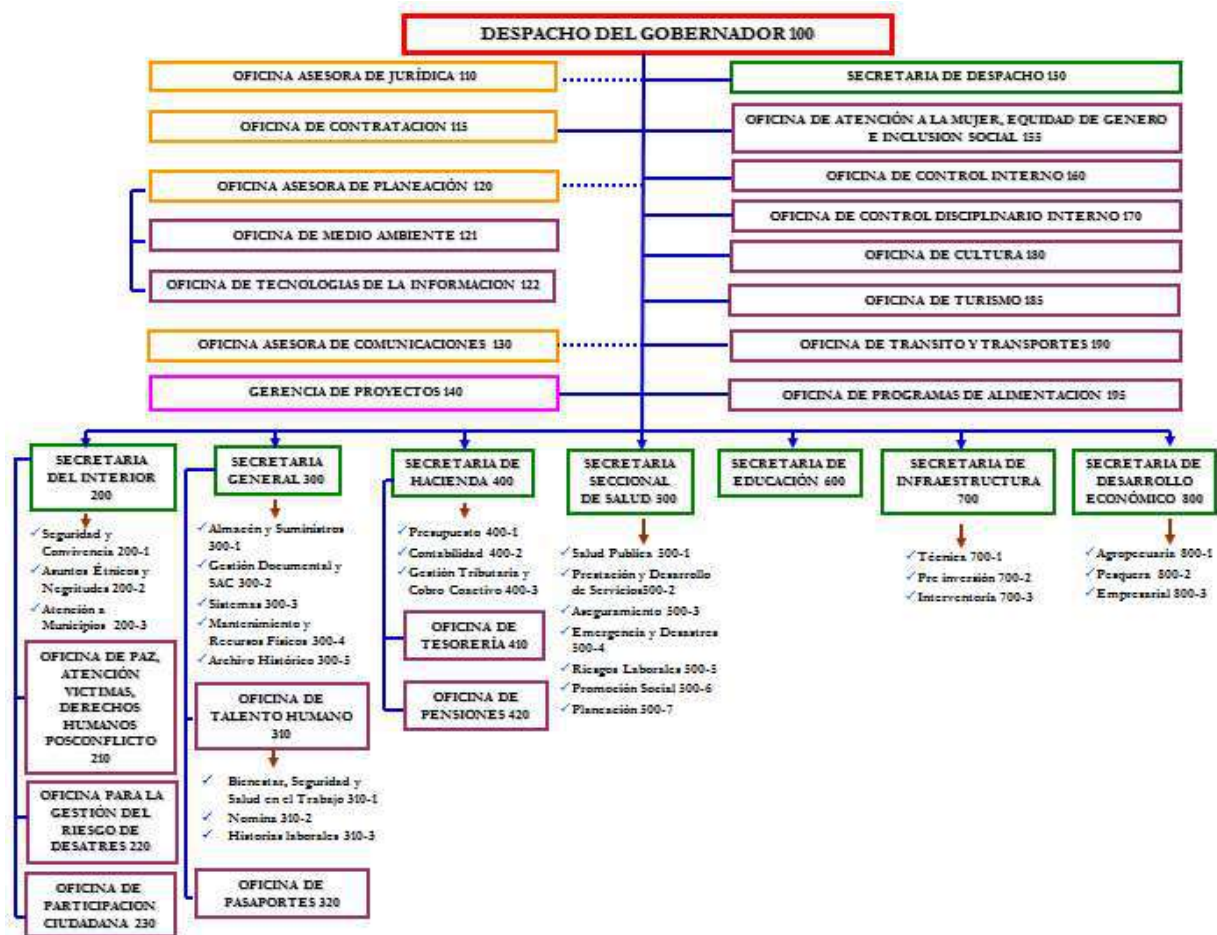 DESPACHO DEL GOBERNADOR 100
OFICINA ASESORA DE JURÍDICA 110
SECRETARIA DE DESPACHO 150
OFICINA DE CONTRATACION 115
OFICINA DE ATENCIÓN A LA MUJER, EQUIDAD DE GENERO
E INCLUSION SOCIAL 155
OFICINA ASESORA DE PLANEACIÓN 120
OFICINA DE CONTROL INTERNO 160
OFICINA DE MEDIO AMBIENTE 121
OFICINA DE CONTROL DISCIPLINARIO INTERNO 170
OFICINA DE TECNOLOGIAS DE LA INFORMACION 122
OFICINA DE CULTURA 180
OFICINA DE TURISMO 185
OFICINA ASESORA DE COMUNICACIONES 130
OFICINA DE TRANSITO Y TRANSPORTES 190
GERENCIA DE PROYECTOS 140
OFICINA DE PROGRAMAS DE ALIMENTACION 195
SECRETARIA
DEL INTERIOR
200
Seguridad y
Convivencia 200-1
Asuntos Étnicos y
Negritudes 200-2
Atención a
Municipios 200-3
OFICINA DE PAZ,
ATENCIÓN
VICTIMAS,
DERECHOS
HUMANOS
POSCONFLICTO
210
OFICINA PARA LA
GESTIÓN DEL
RIESGO DE
DESATRES 220
OFICINA DE
PARTICIPACION
CIUDADANA 230
SECRETARIA
GENERAL 300
Almacén y Suministros
300-1
Gestión Documental y
SAC 300-2
Sistemas 300-3
Mantenimiento y
Recursos Físicos 300-4
Archivo Histórico 300-5
OFICINA DE
TALENTO HUMANO
310
Bienestar, Seguridad y
Salud en el Trabajo 310-1
Nomina 310-2
Historias laborales 310-3
OFICINA DE
PASAPORTES 320
SECRETARIA DE
HACIENDA 400
Presupuesto 400-1
Contabilidad 400-2
Gestión Tributaria y
Cobro Coactivo 400-3
OFICINA DE
TESORERÍA 410
OFICINA DE
PENSIONES 420
SECRETARIA
SECCIONAL
DE SALUD 500
Salud Publica 500-1
Prestación y Desarrollo
de Servicios500-2
Aseguramiento 500-3
Emergencia y Desastres
500-4
Riesgos Laborales 500-5
Promoción Social 500-6
Planeación 500-7
SECRETARIA DE
EDUCACIÓN 600
SECRETARIA DE
INFRAESTRUCTURA
700
Técnica 700-1
Pre inversión 700-2
Interventoría 700-3
SECRETARIA DE
DESARROLLO
ECONÓMICO 800
Agropecuaria 800-1
Pesquera 800-2
Empresarial 800-3